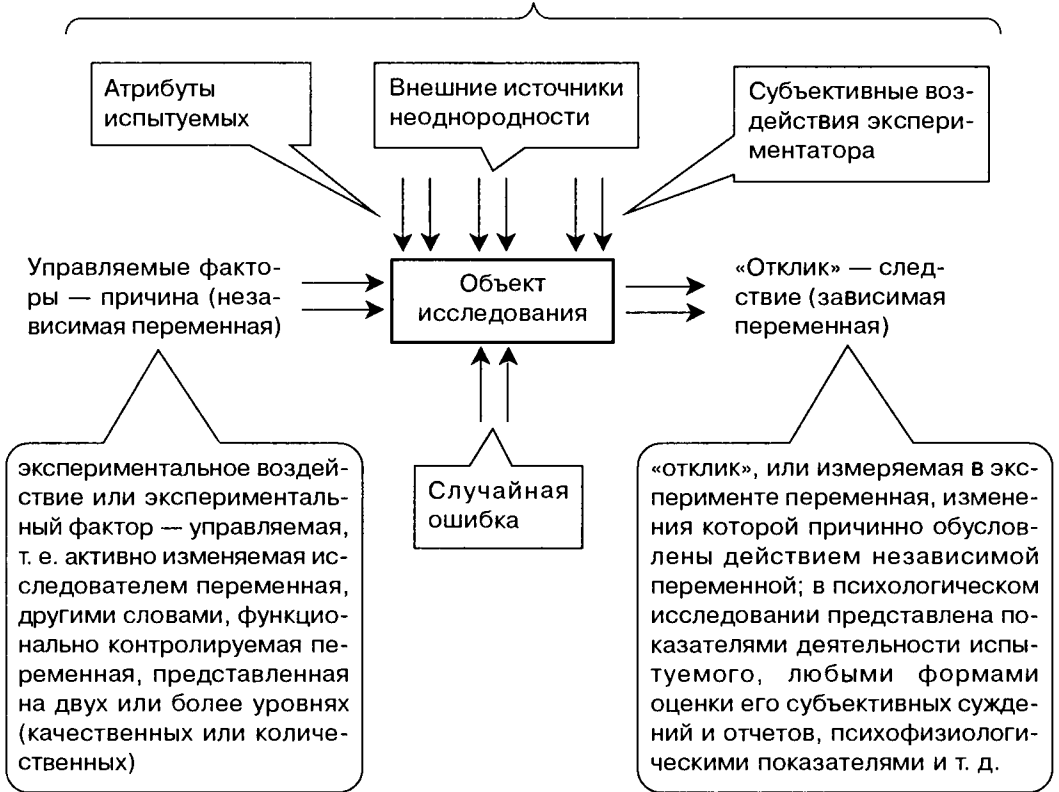 Атрибуты
испытуемых
Внешние источники
неоднородности
Субъективные воз-
действия экспери-
ментатора
Управляемые факто-
ры — причина (неза-
висимая переменная)
Объект
исследования
«Отклик» — след-
ствие (зависимая
переменная)
экспериментальное воздей-
ствие или эксперименталь-
ный фактор — управляемая,
т. е. активно изменяемая ис-
следователем переменная,
другими словами, функцио-
нально контролируемая пе-
ременная, представленная
на двух или более уровнях
(качественных или количе-
ственных)
Случайная
ошибка
«отклик», или измеряемая в экс-
перименте переменная, измене-
ния которой причинно обуслов-
лены действием независимой
переменной; в психологическом
исследовании представлена по-
казателями деятельности испы-
туемого, любыми формами
оценки его субъективных сужде-
ний и отчетов, психофизиологи-
ческими показателями и т. д.